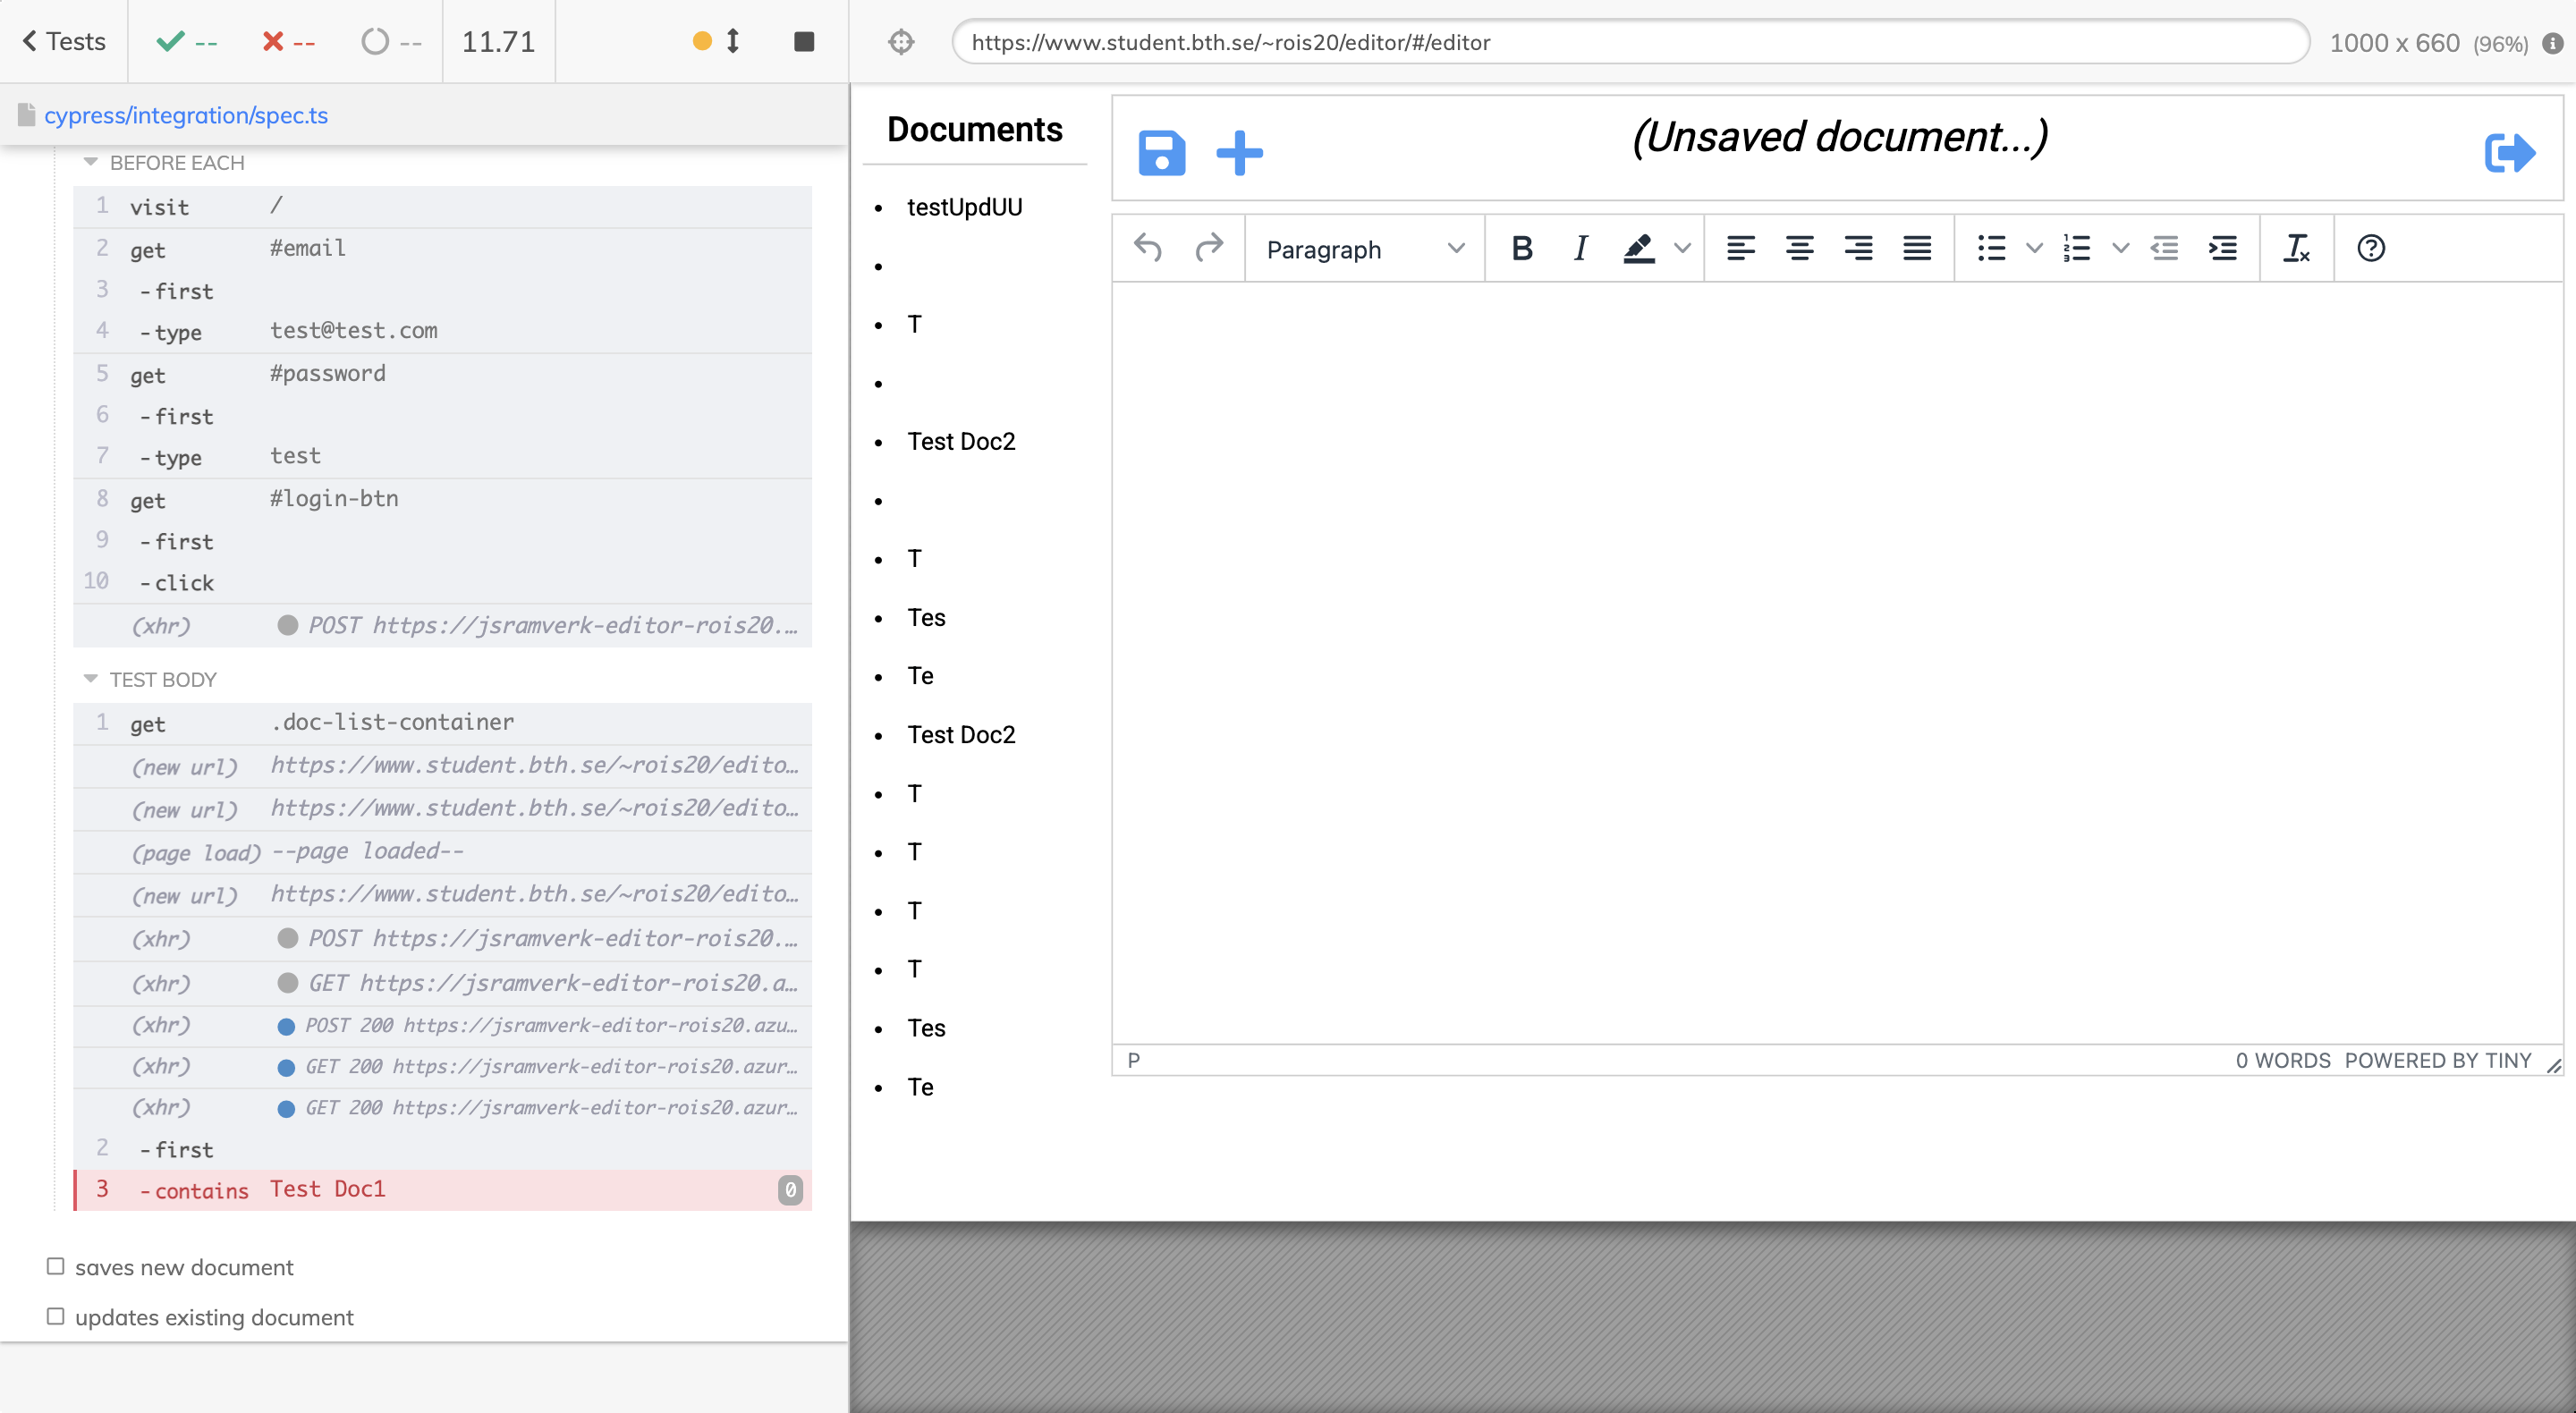 Tests
--
--
--
11.71
https://www.student.bth.se/~rois20/editor/#/editor
1000 x 660 (96%)
cypress/integration/spec.ts
BEFORE EACH
1 visit /
2 get #email
3 -first
4 -type test@test.com
5 get #password
6 -first
7 -type test
8 get #login-btn
9 -first
10 -click
(xhr) POST https://jsramverk-editor-rois20.…
TEST BODY
1 get .doc-list-container
(new url) https://www.student.bth.se/~rois20/edito…
(new url) https://www.student.bth.se/~rois20/edito…
(page load) --page loaded--
(new url) https://www.student.bth.se/~rois20/edito…
(xhr) POST https://jsramverk-editor-rois20.…
(xhr) GET https://jsramverk-editor-rois20.a…
(xhr) POST 200 https://jsramverk-editor-rois20.azu…
(xhr) GET 200 https://jsramverk-editor-rois20.azur…
(xhr) GET 200 https://jsramverk-editor-rois20.azur…
2 -first
3 -contains Test Doc1 0
saves new document
updates existing document
Documents
testUpdUU
T
Test Doc2
T
Tes
Te
Test Doc2
T
T
T
T
Tes
Te
(Unsaved document...)
Paragraph
P
0 WORDS POWERED BY TINY